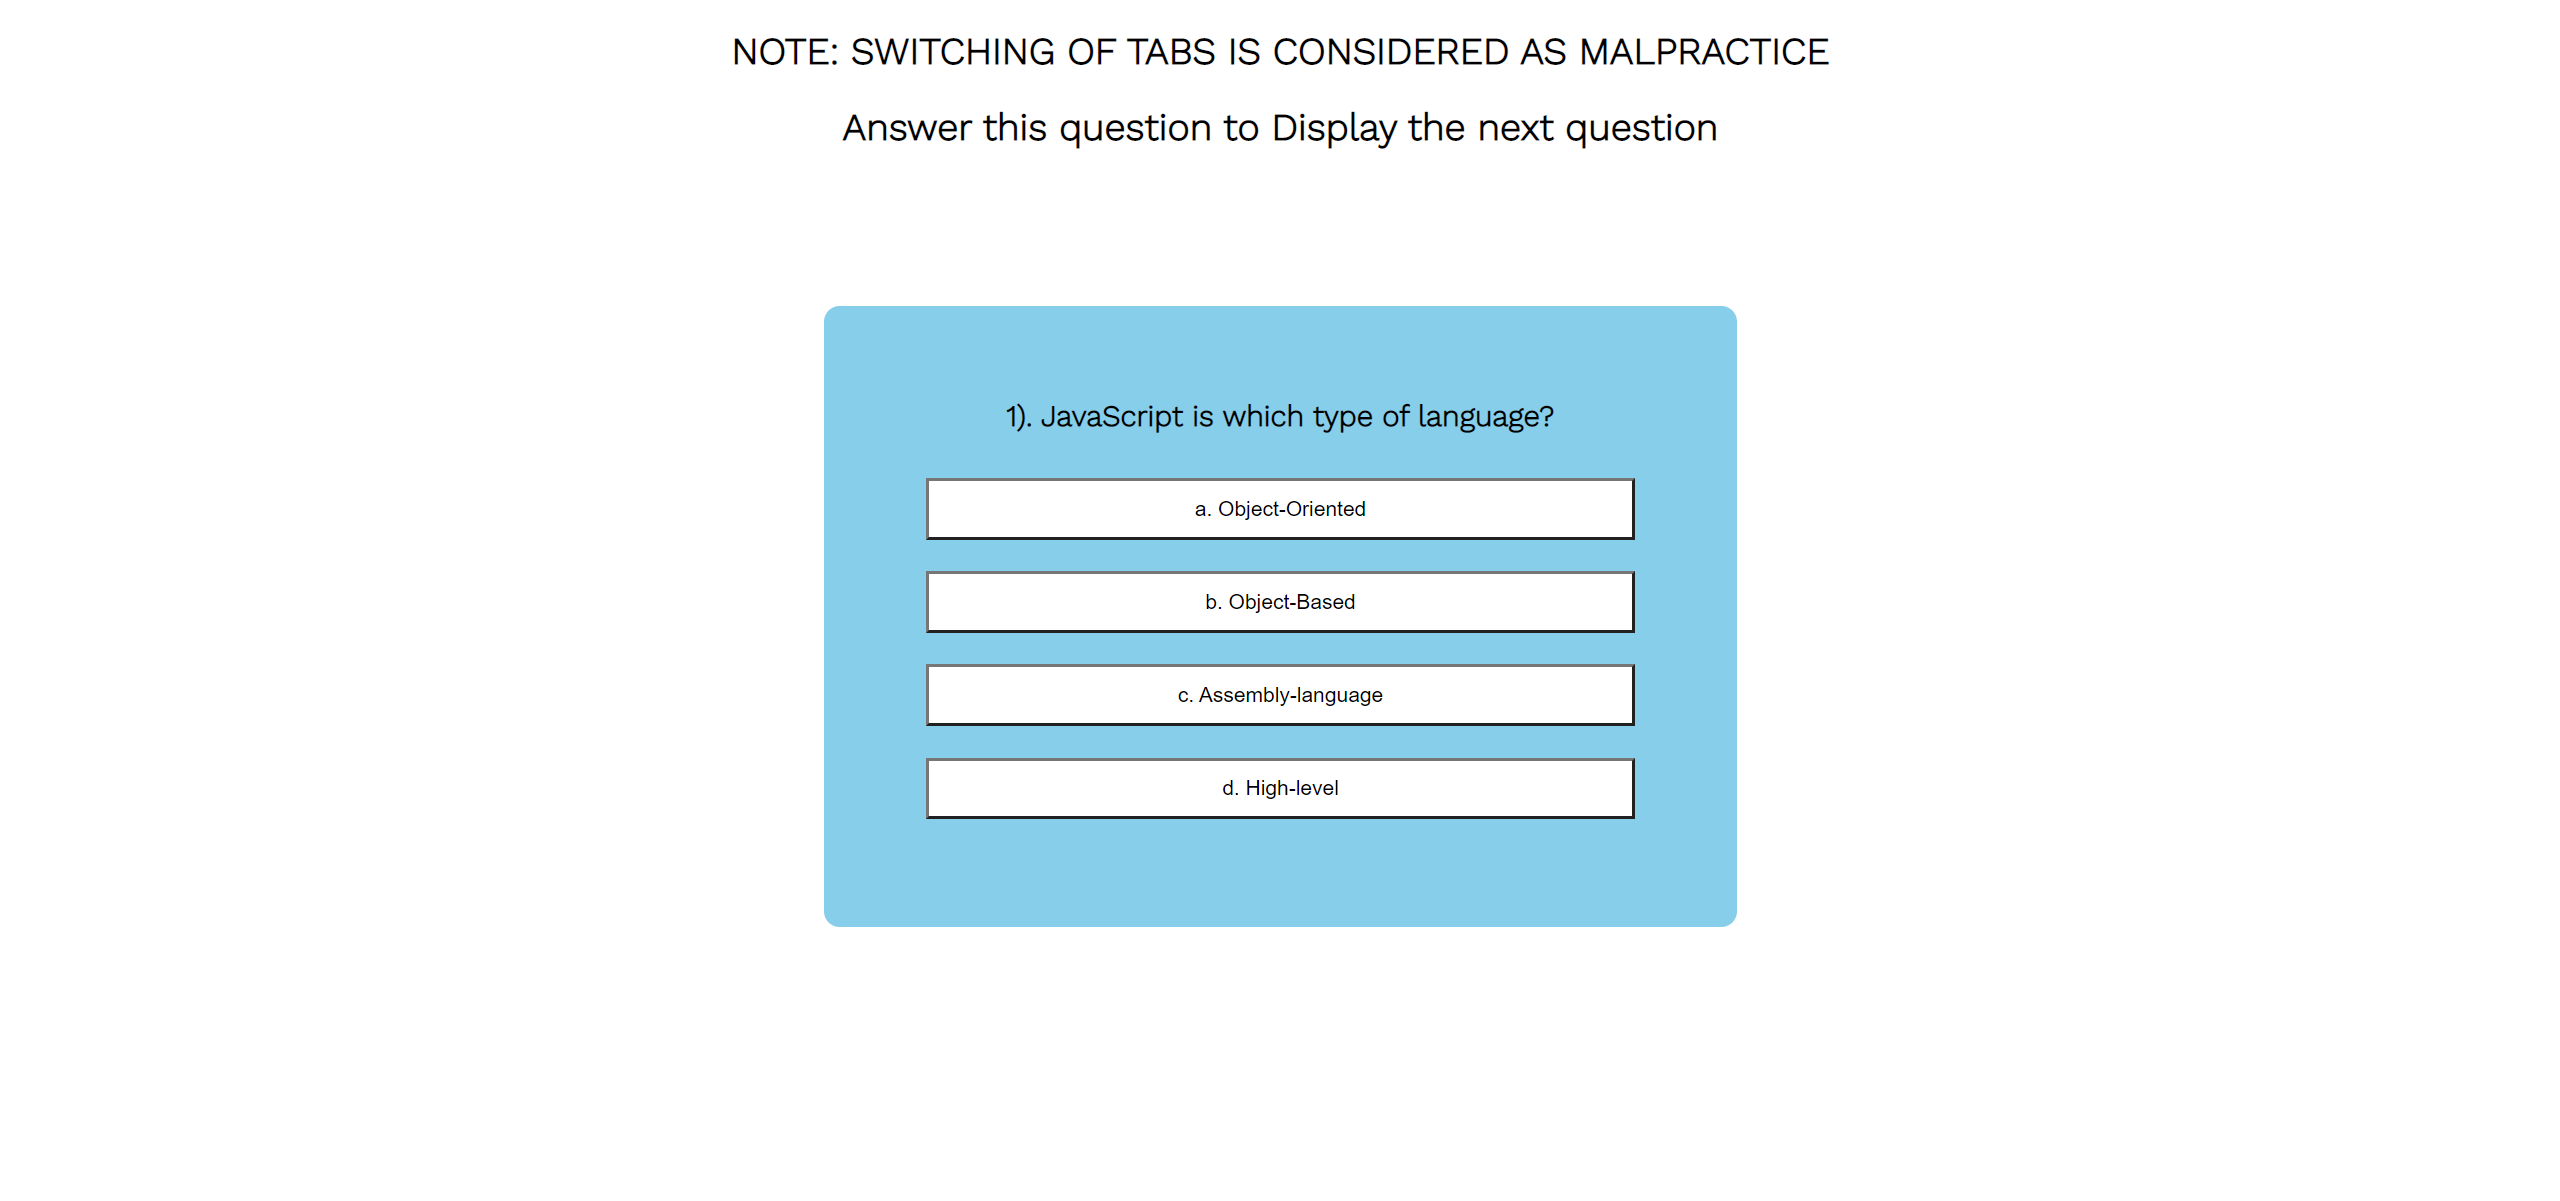 NOTE: SWITCHING OF TABS IS CONSIDERED AS MALPRACTICE
Answer this question to Display the next question
1). JavaScript is which type of language?
a. Object-Oriented
b. Object-Based
c. Assembly-language
d. High-level